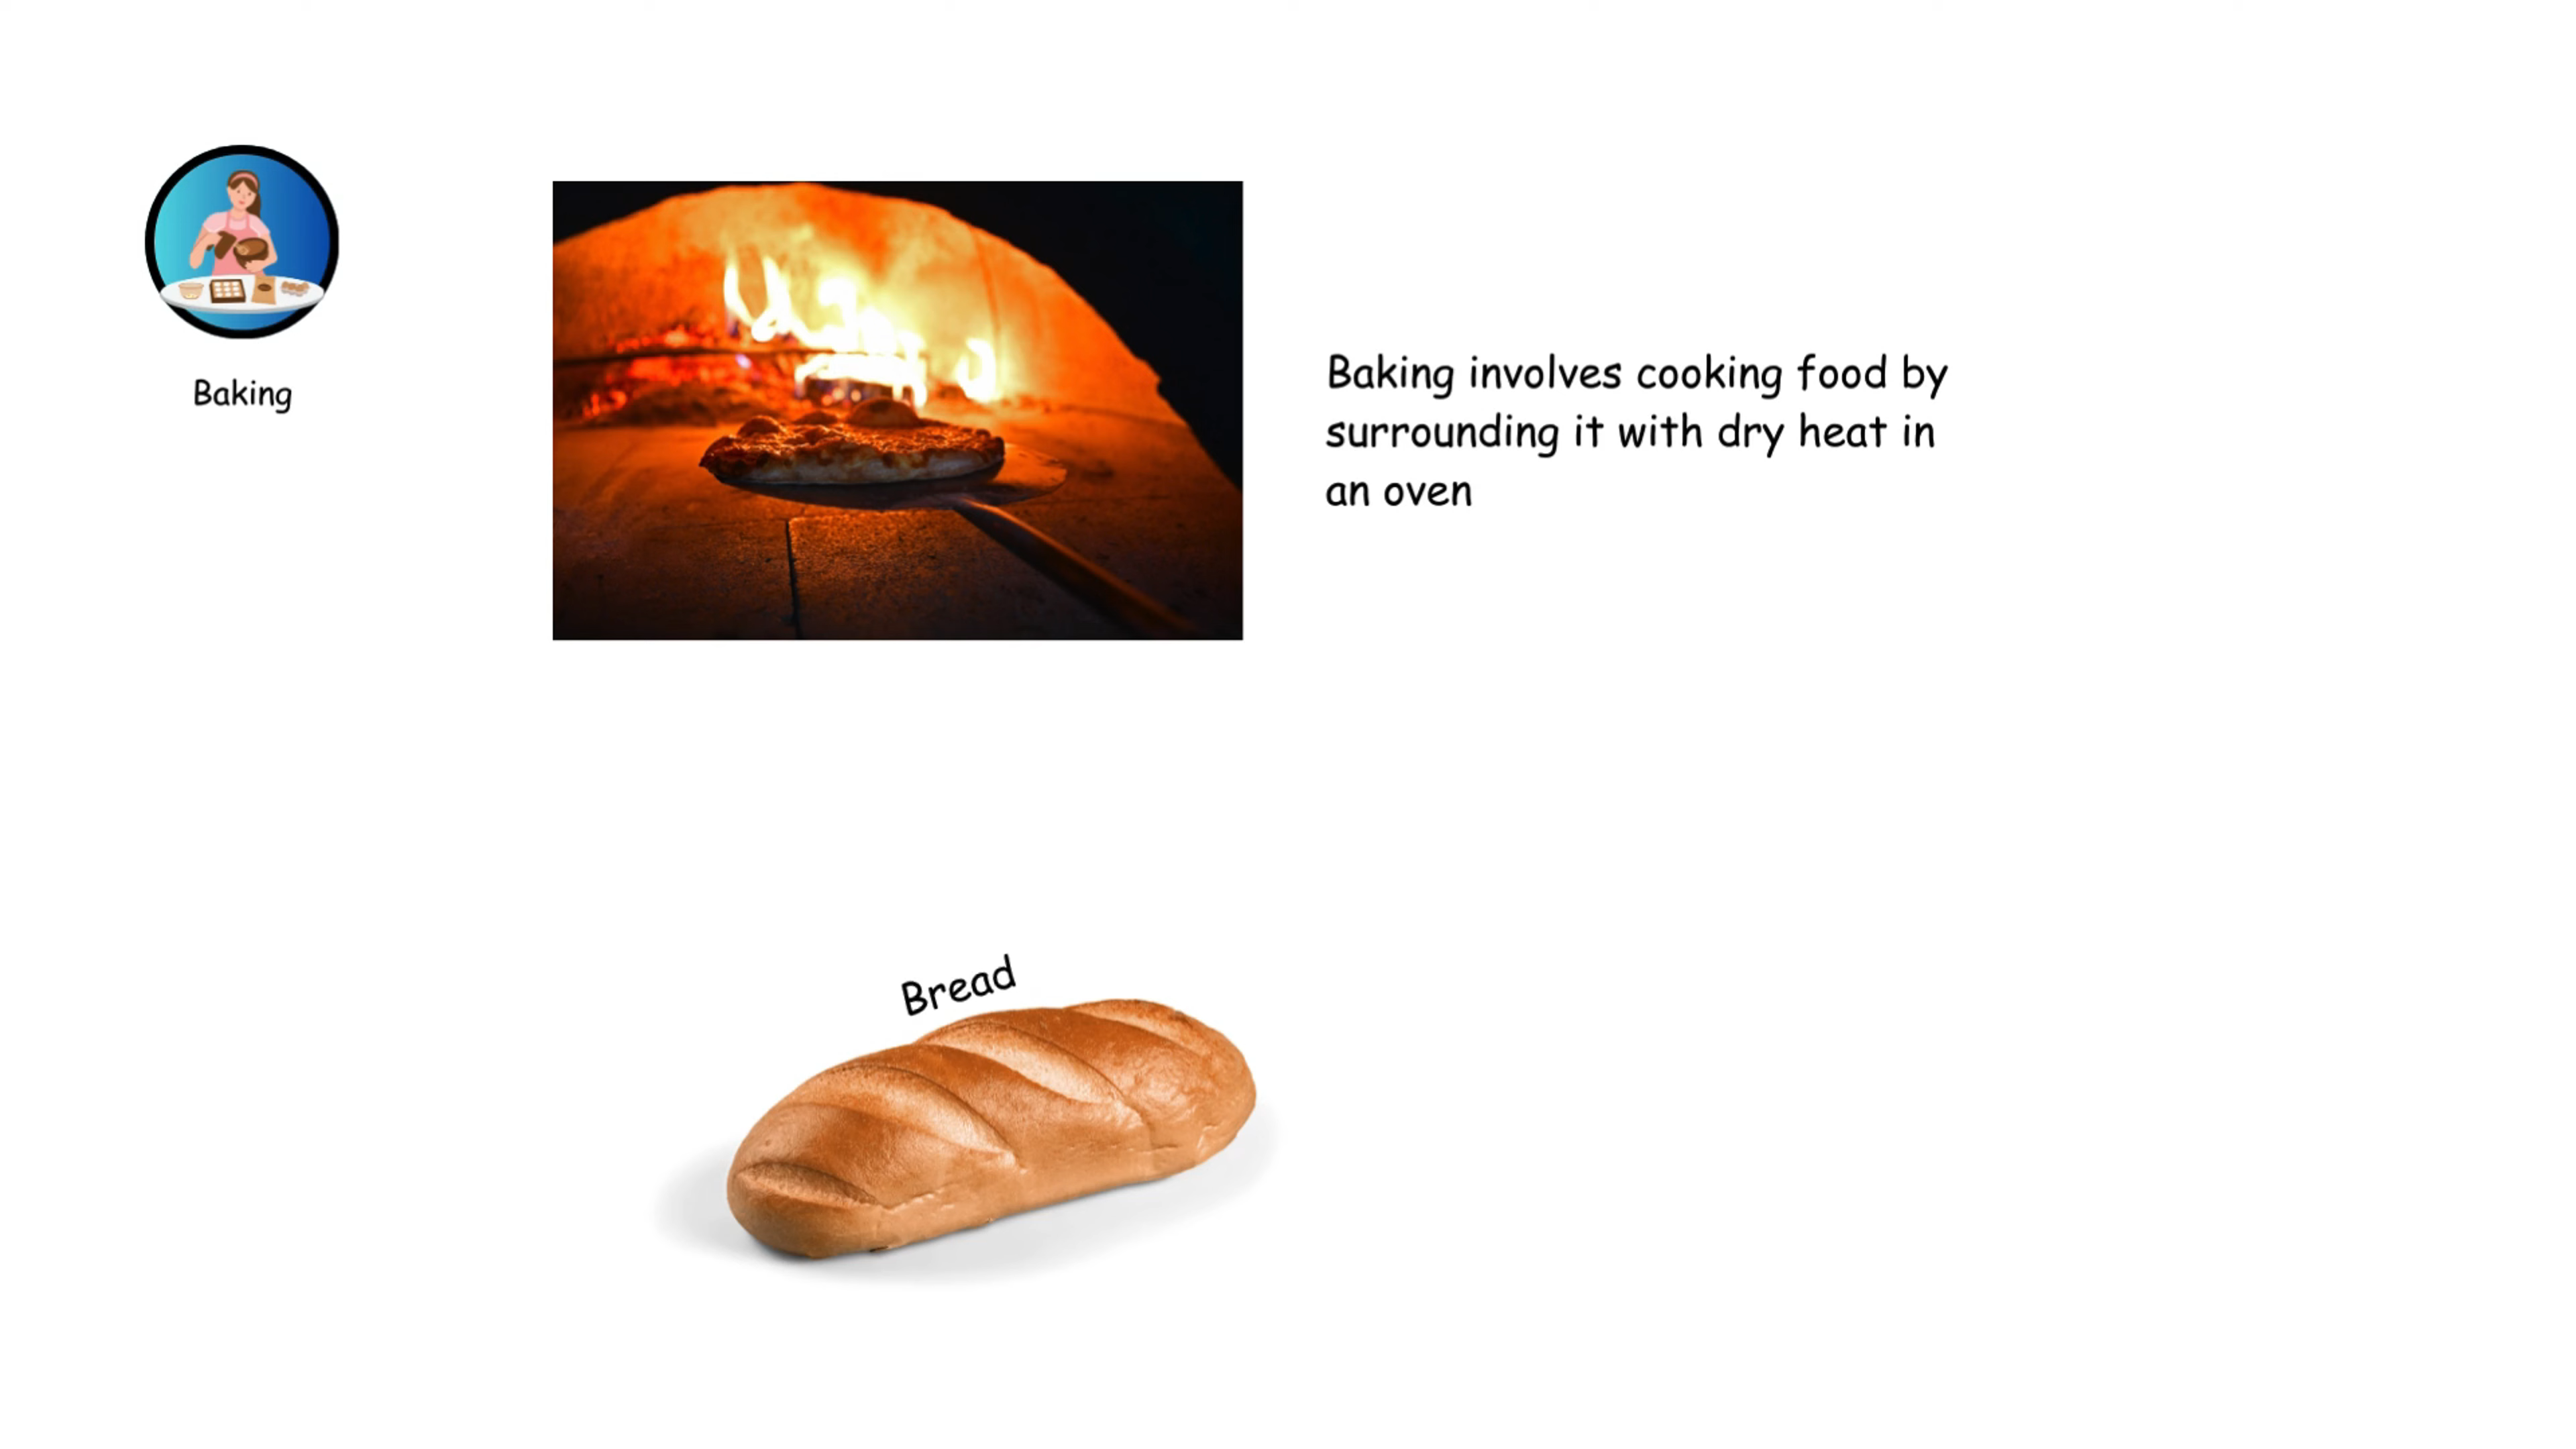 Baking
Baking involves cooking food by
surrounding it with dry heat in
an oven
Bread